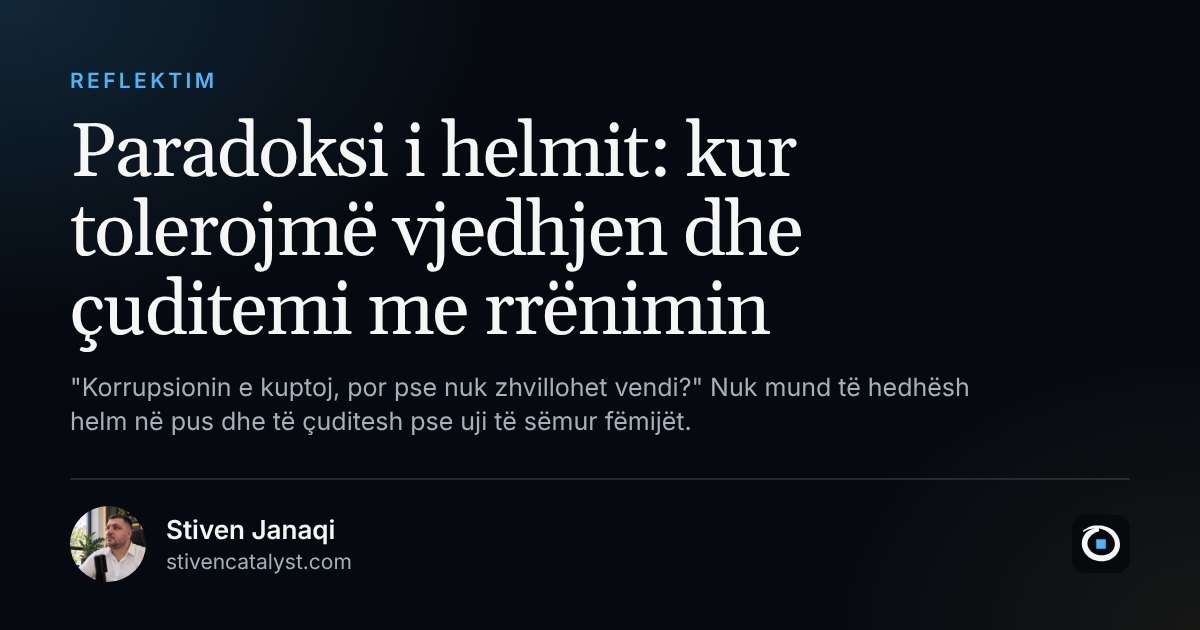 REFLEKTIM
Paradoksi i helmit: kur
tolerojmë vjedhjen dhe
çuditemi me rrënimin
"Korrupsionin e kuptoj, por pse nuk zhvillohet vendi?" Nuk mund të hedhësh
helm në pus dhe të çuditesh pse uji të sëmur fëmijët.
Stiven Janaqi
stivencatalyst.com